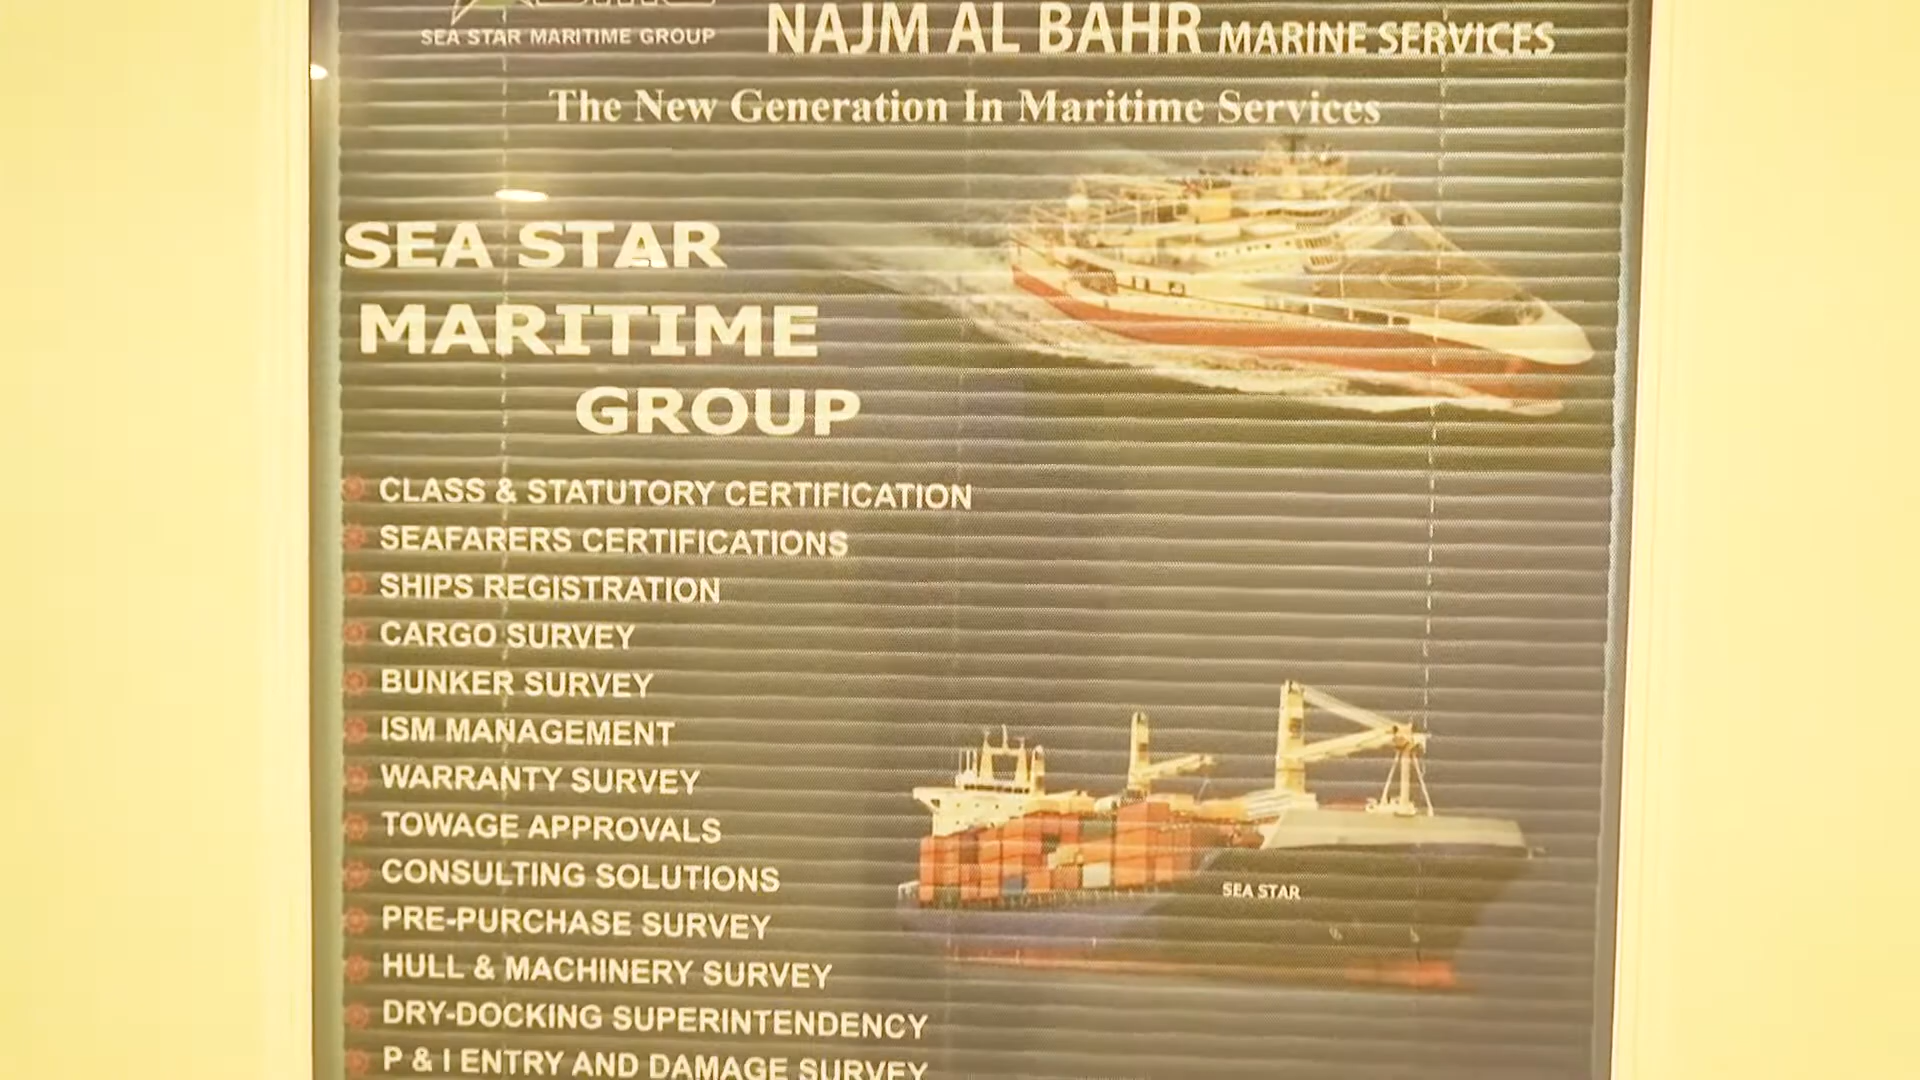 SEA STAR MARITIME GROUP
NAJM AL BAHR MARINE SERVICES
The New Generation In Maritime Services
SEA STAR
MARITIME
GROUP
CLASS & STATUTORY CERTIFICATION
SEAFARERS CERTIFICATIONS
SHIPS REGISTRATION
CARGO SURVEY
BUNKER SURVEY
ISM MANAGEMENT
WARRANTY SURVEY
TOWAGE APPROVALS
CONSULTING SOLUTIONS
PRE-PURCHASE SURVEY
HULL & MACHINERY SURVEY
DRY-DOCKING SUPERINTENDENCY
P & I ENTRY AND DAMAGE SURVEY
SEA STAR